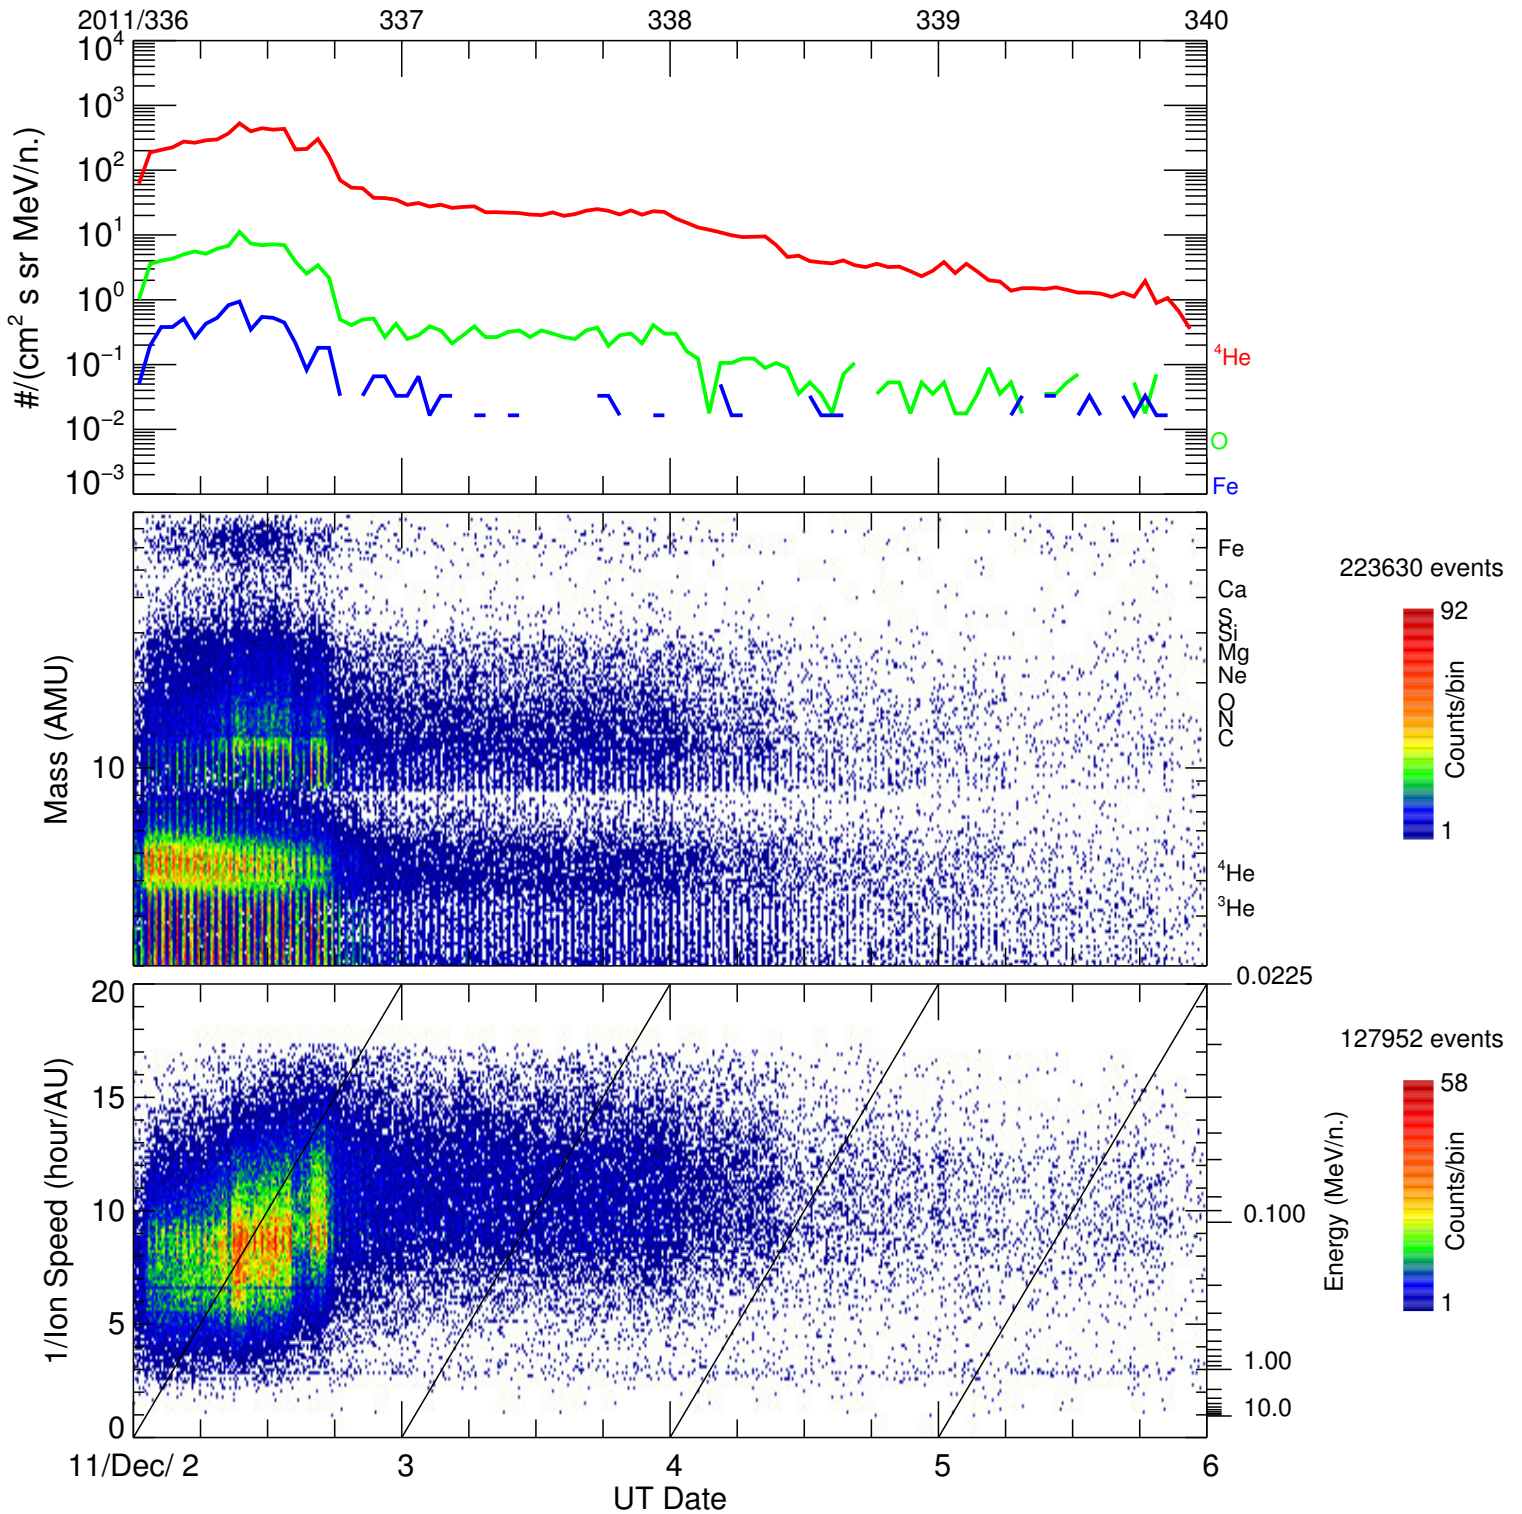 2011/336 337 338 339 340
10^4
10^3
10^2
10^1
10^0
10^−1
10^−2
10^−3
#/(cm^2 s sr MeV/n.)
^4He
O
Fe
Mass (AMU)
10
Fe
Ca
S
Si
Mg
Ne
O
N
C
^4He
^3He
223630 events
92
Counts/bin
1
20
15
10
5
0
1/Ion Speed (hour/AU)
0.0225
0.100
1.00
10.0
Energy (MeV/n.)
127952 events
58
Counts/bin
1
11/Dec/ 2 3 4 5 6
UT Date